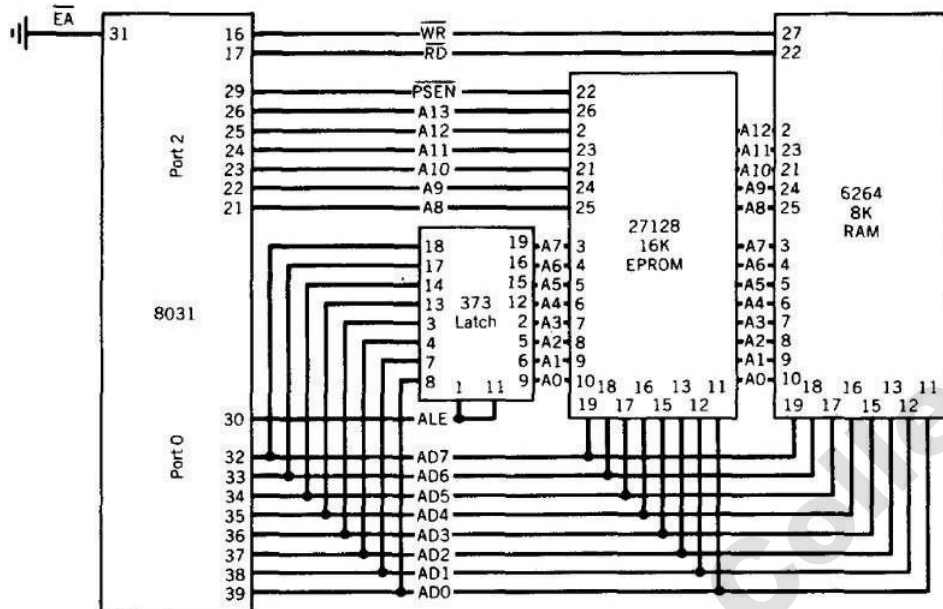 EA
31
16 WR 27
17 RD 22
29 PSEN 22
26 A13 26
25 A12 2 A12 2
24 A11 23 A11 23
23 A10 21 A10 21
22 A9 24 A9 24
21 A8 25 A8 25
Port 2
6264
8K
RAM
27128
16K
EPROM
18 19 A7 3 A7 3
17 16 A6 4 A6 4
14 15 A5 5 A5 5
13 12 A4 6 A4 6
3 2 A3 7 A3 7
4 5 A2 8 A2 8
7 6 A1 9 A1 9
8 9 A0 10 A0 10
373
Latch
8031
1 11
18 16 13 11
19 17 15 12
18 16 13 11
19 17 15 12
30 ALE
Port 0
32 AD7
33 AD6
34 AD5
35 AD4
36 AD3
37 AD2
38 AD1
39 AD0
Colle